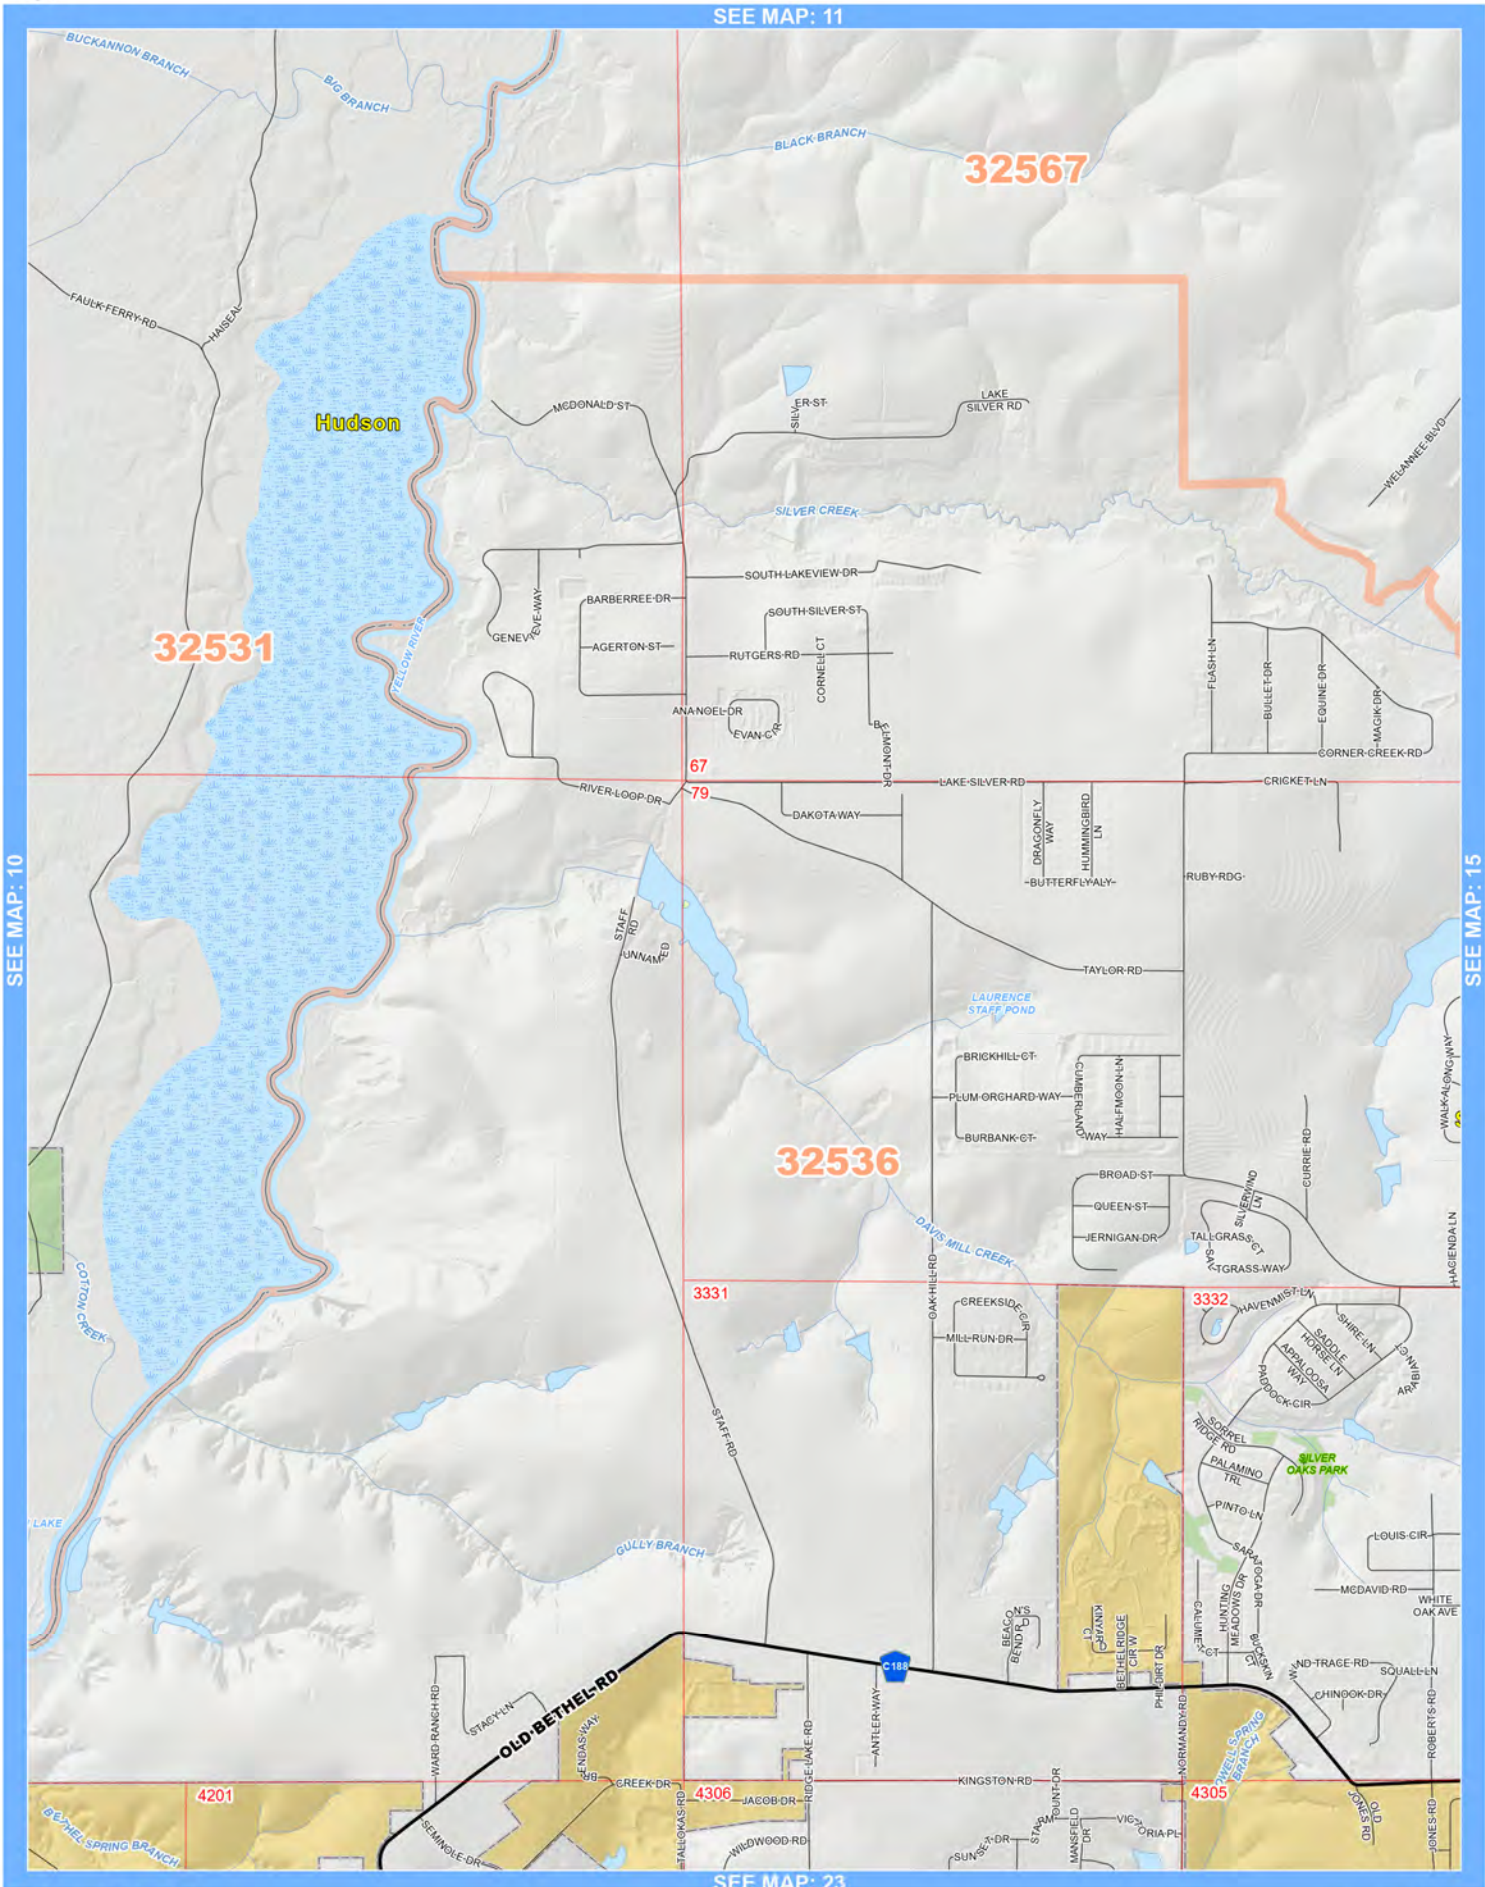 SEE MAP: 11
BUCKANNON BRANCH
BIG BRANCH
BLACK BRANCH
32567
FAULK FERRY RD
HAISEAL
MCDONALD ST
SILVER ST
LAKE
SILVER RD
Hudson
WELANNEE BLVD
SILVER CREEK
SOUTH LAKEVIEW DR
BARBERREE DR
GENEVIEVE WAY
SOUTH SILVER ST
AGERTON ST
RUTGERS RD
CORNELL CT
32531
YELLOW RIVER
FLASH LN
BULLET DR
EQUINE DR
MAGIK DR
ANA NOEL DR
EVAN CIR
BELMONT DR
CORNER CREEK RD
67
79
RIVER LOOP DR
LAKE SILVER RD
CRICKET LN
DAKOTA WAY
DRAGONFLY
WAY
HUMMINGBIRD
LN
BUTTERFLY ALY
RUBY RDG
SEE MAP: 10
SEE MAP: 15
STAFF
RD
UNNAMED
TAYLOR RD
LAURENCE
STAFF POND
BRICKHILL CT
PLUM ORCHARD WAY
BURBANK CT
CUMBERLAND
WAY
HALFMOON LN
WALK ALONG WAY
32536
CURRIE RD
BROAD ST
QUEEN ST
JERNIGAN DR
SILVERWIND
LN
TALLGRASS CT
SALTGRASS WAY
HACIENDA LN
DAVIS MILL CREEK
OAK HILL RD
COTTON CREEK
3331
3332
CREEKSIDE CIR
MILL RUN DR
HAVENMIST LN
SHIRE LN
SADDLE
HORSE LN
APPALOOSA
WAY
PADDOCK CIR
ARABIAN CT
STAFF RD
SORREL
RIDGE RD
PALAMINO
TRL
PINTO LN
SILVER
OAKS PARK
LAKE
GULLY BRANCH
LOUIS CIR
SARATOGA DR
MCDAVID RD
WHITE
OAK AVE
BEACON'S
BEND RD
KINYAR
CT
BETHEL RIDGE
CIR W
PHIL DIRT DR
CALUMET CT
HUNTING
MEADOWS DR
BUCKSKIN
CT
WIND TRACE RD
SQUALL LN
CHINOOK DR
C188
OLD BETHEL RD
WARD RANCH RD
STACY LN
BRENDAS WAY
ANTLER WAY
RIDGE LAKE RD
NORMANDY RD
ROBERTS RD
4201
CREEK DR
4306
KINGSTON RD
4305
JACOB DR
TALLOKAS RD
WILDWOOD RD
SEMINOLE DR
BETHEL SPRING BRANCH
SUNSET DR
STARMOUNT DR
MANSFIELD
DR
VICTORIA PL
OLD
JONES RD
JONES RD
SEE MAP: 23